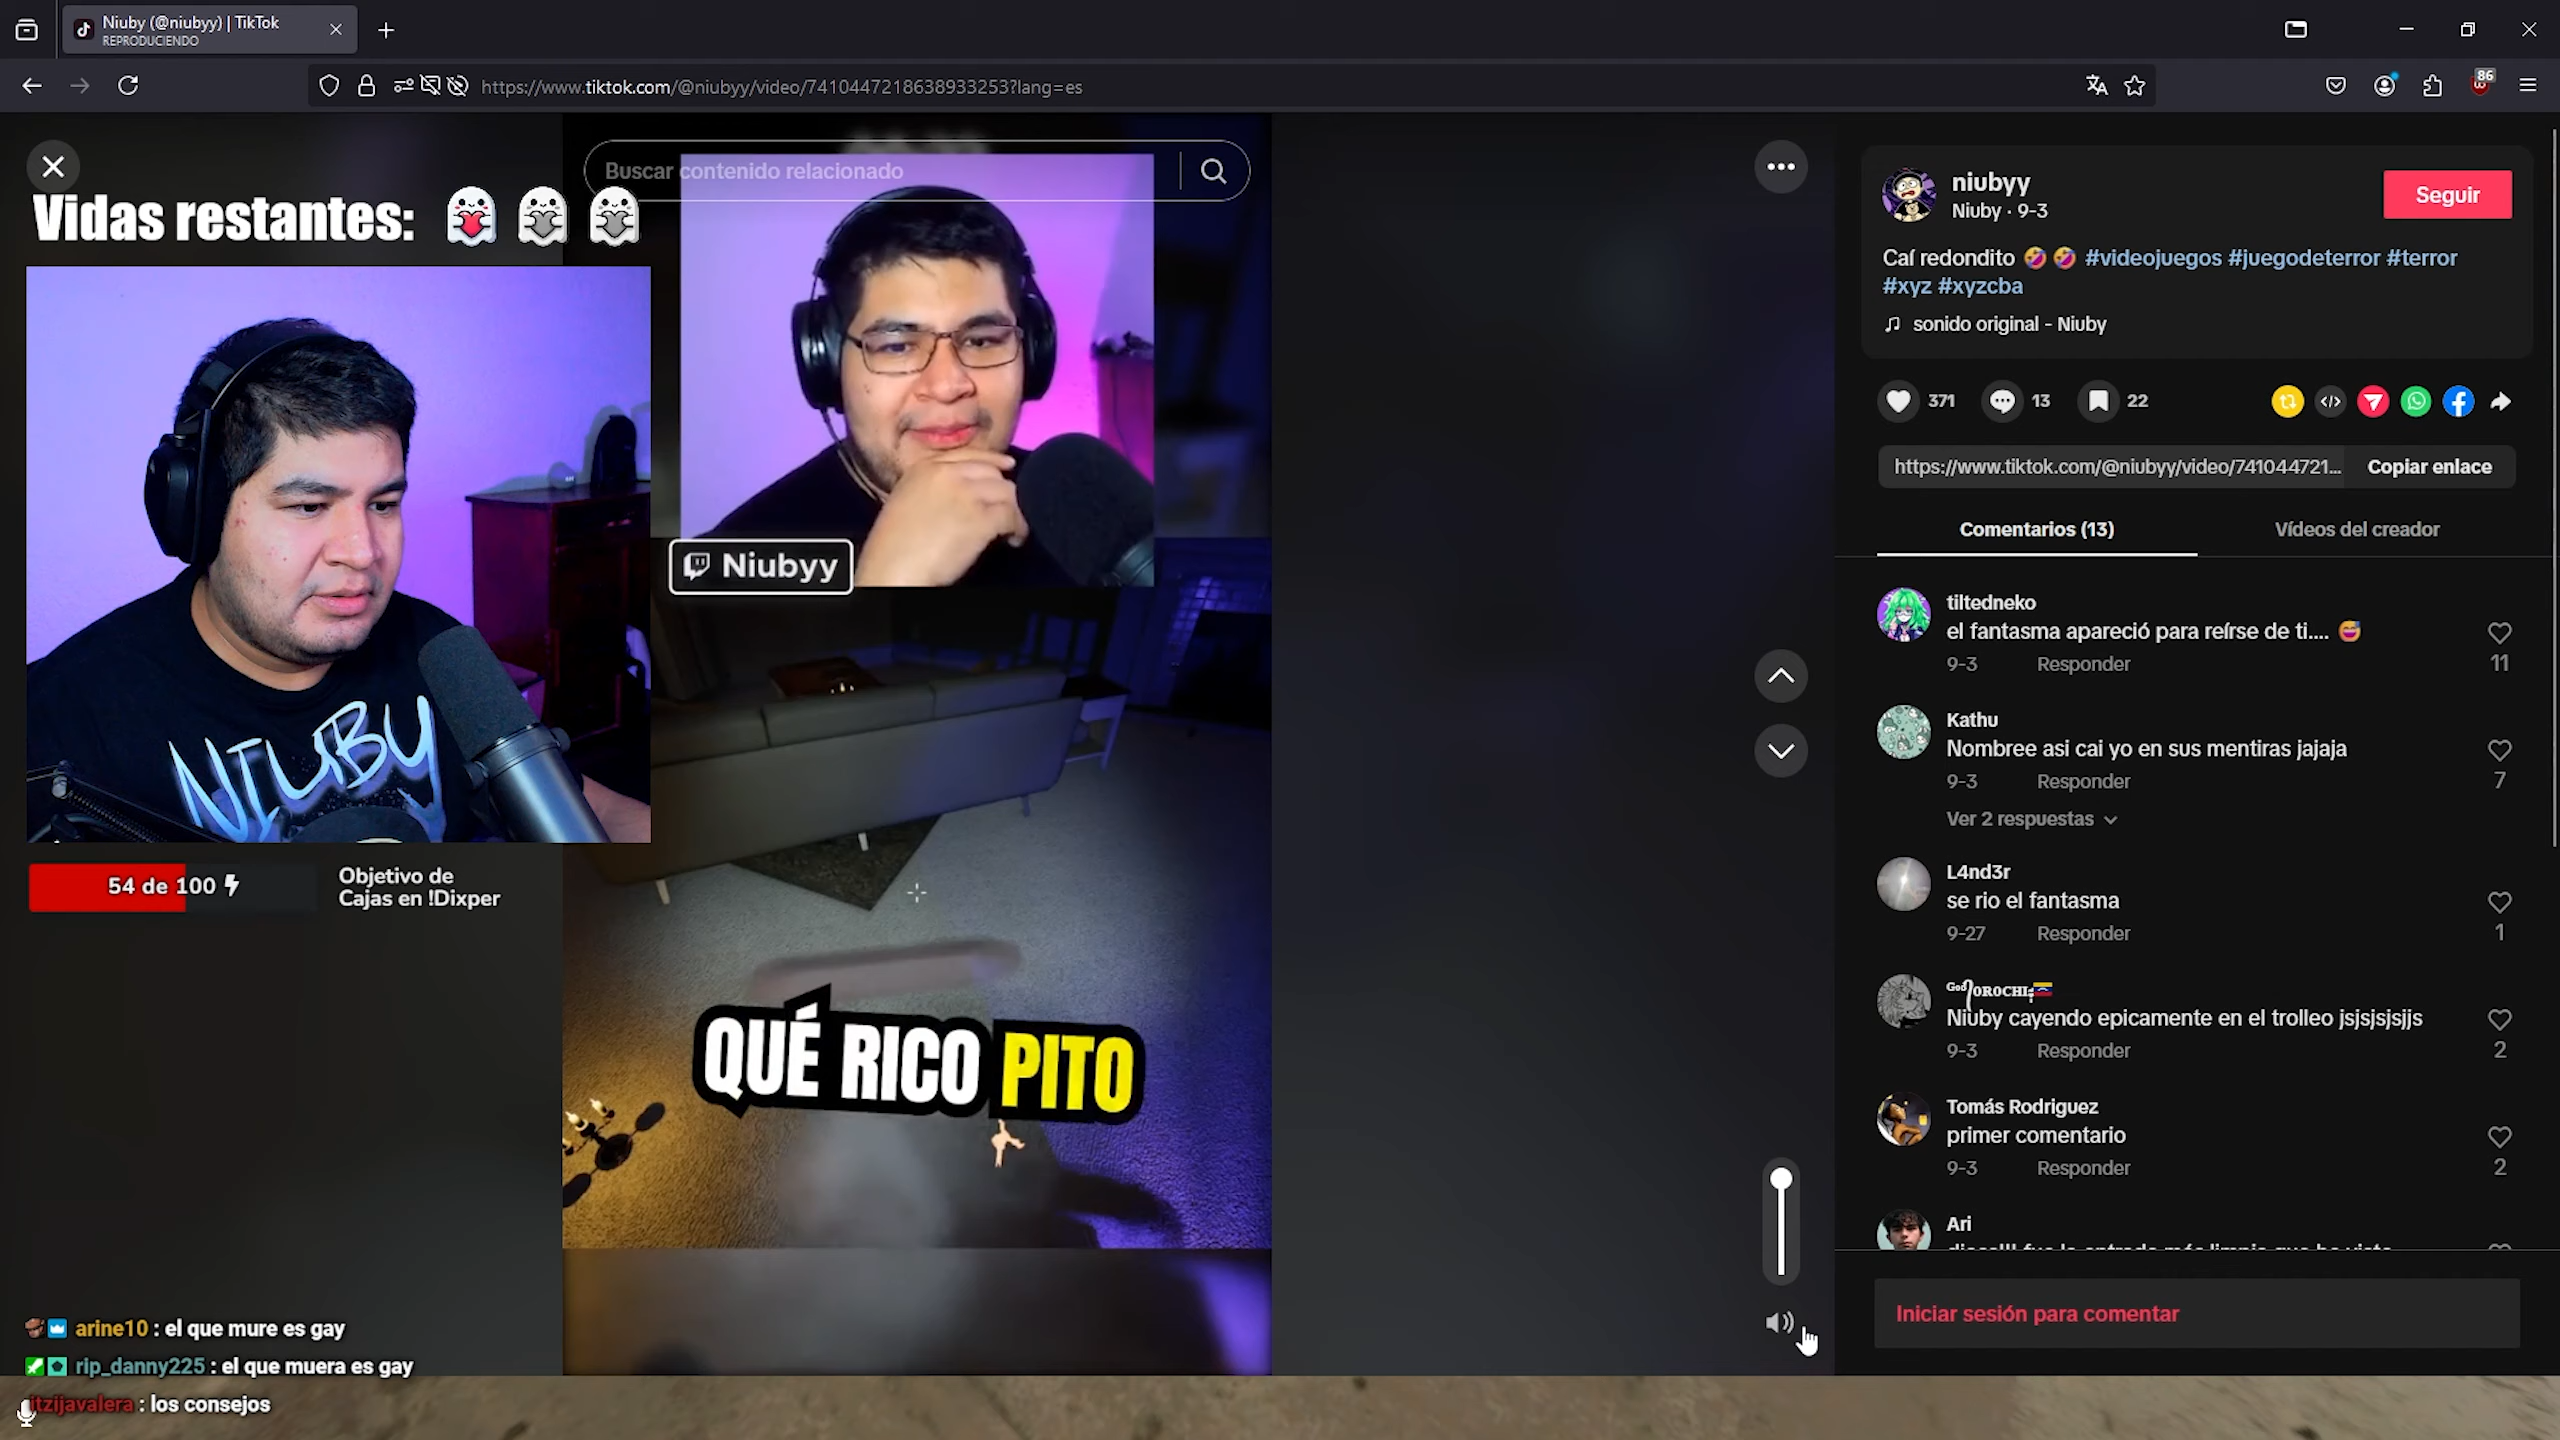 Niuby (@niubyy) | TikTok
REPRODUCIENDO
https://www.tiktok.com/@niubyy/video/7410447218638933253?lang=es
86
Buscar contenido relacionado
Vidas restantes:
NIUBY
Niubyy
54 de 100
Objetivo de
Cajas en !Dixper
QUÉ RICO PITO
arine10 : el que mure es gay
rip_danny225 : el que muera es gay
itzijavalera : los consejos
niubyy
Niuby · 9-3
Seguir
Caí redondito 🤣 🤣 #videojuegos #juegodeterror #terror
#xyz #xyzcba
sonido original - Niuby
371
13
22
https://www.tiktok.com/@niubyy/video/741044721...
Copiar enlace
Comentarios (13)
Vídeos del creador
tiltedneko
el fantasma apareció para reírse de ti.... 😅
9-3 Responder
11
Kathu
Nombree asi cai yo en sus mentiras jajaja
9-3 Responder
7
Ver 2 respuestas
L4nd3r
se rio el fantasma
9-27 Responder
1
Niuby cayendo epicamente en el trolleo jsjsjsjsjjs
9-3 Responder
2
Tomás Rodriguez
primer comentario
9-3 Responder
2
Ari
Iniciar sesión para comentar